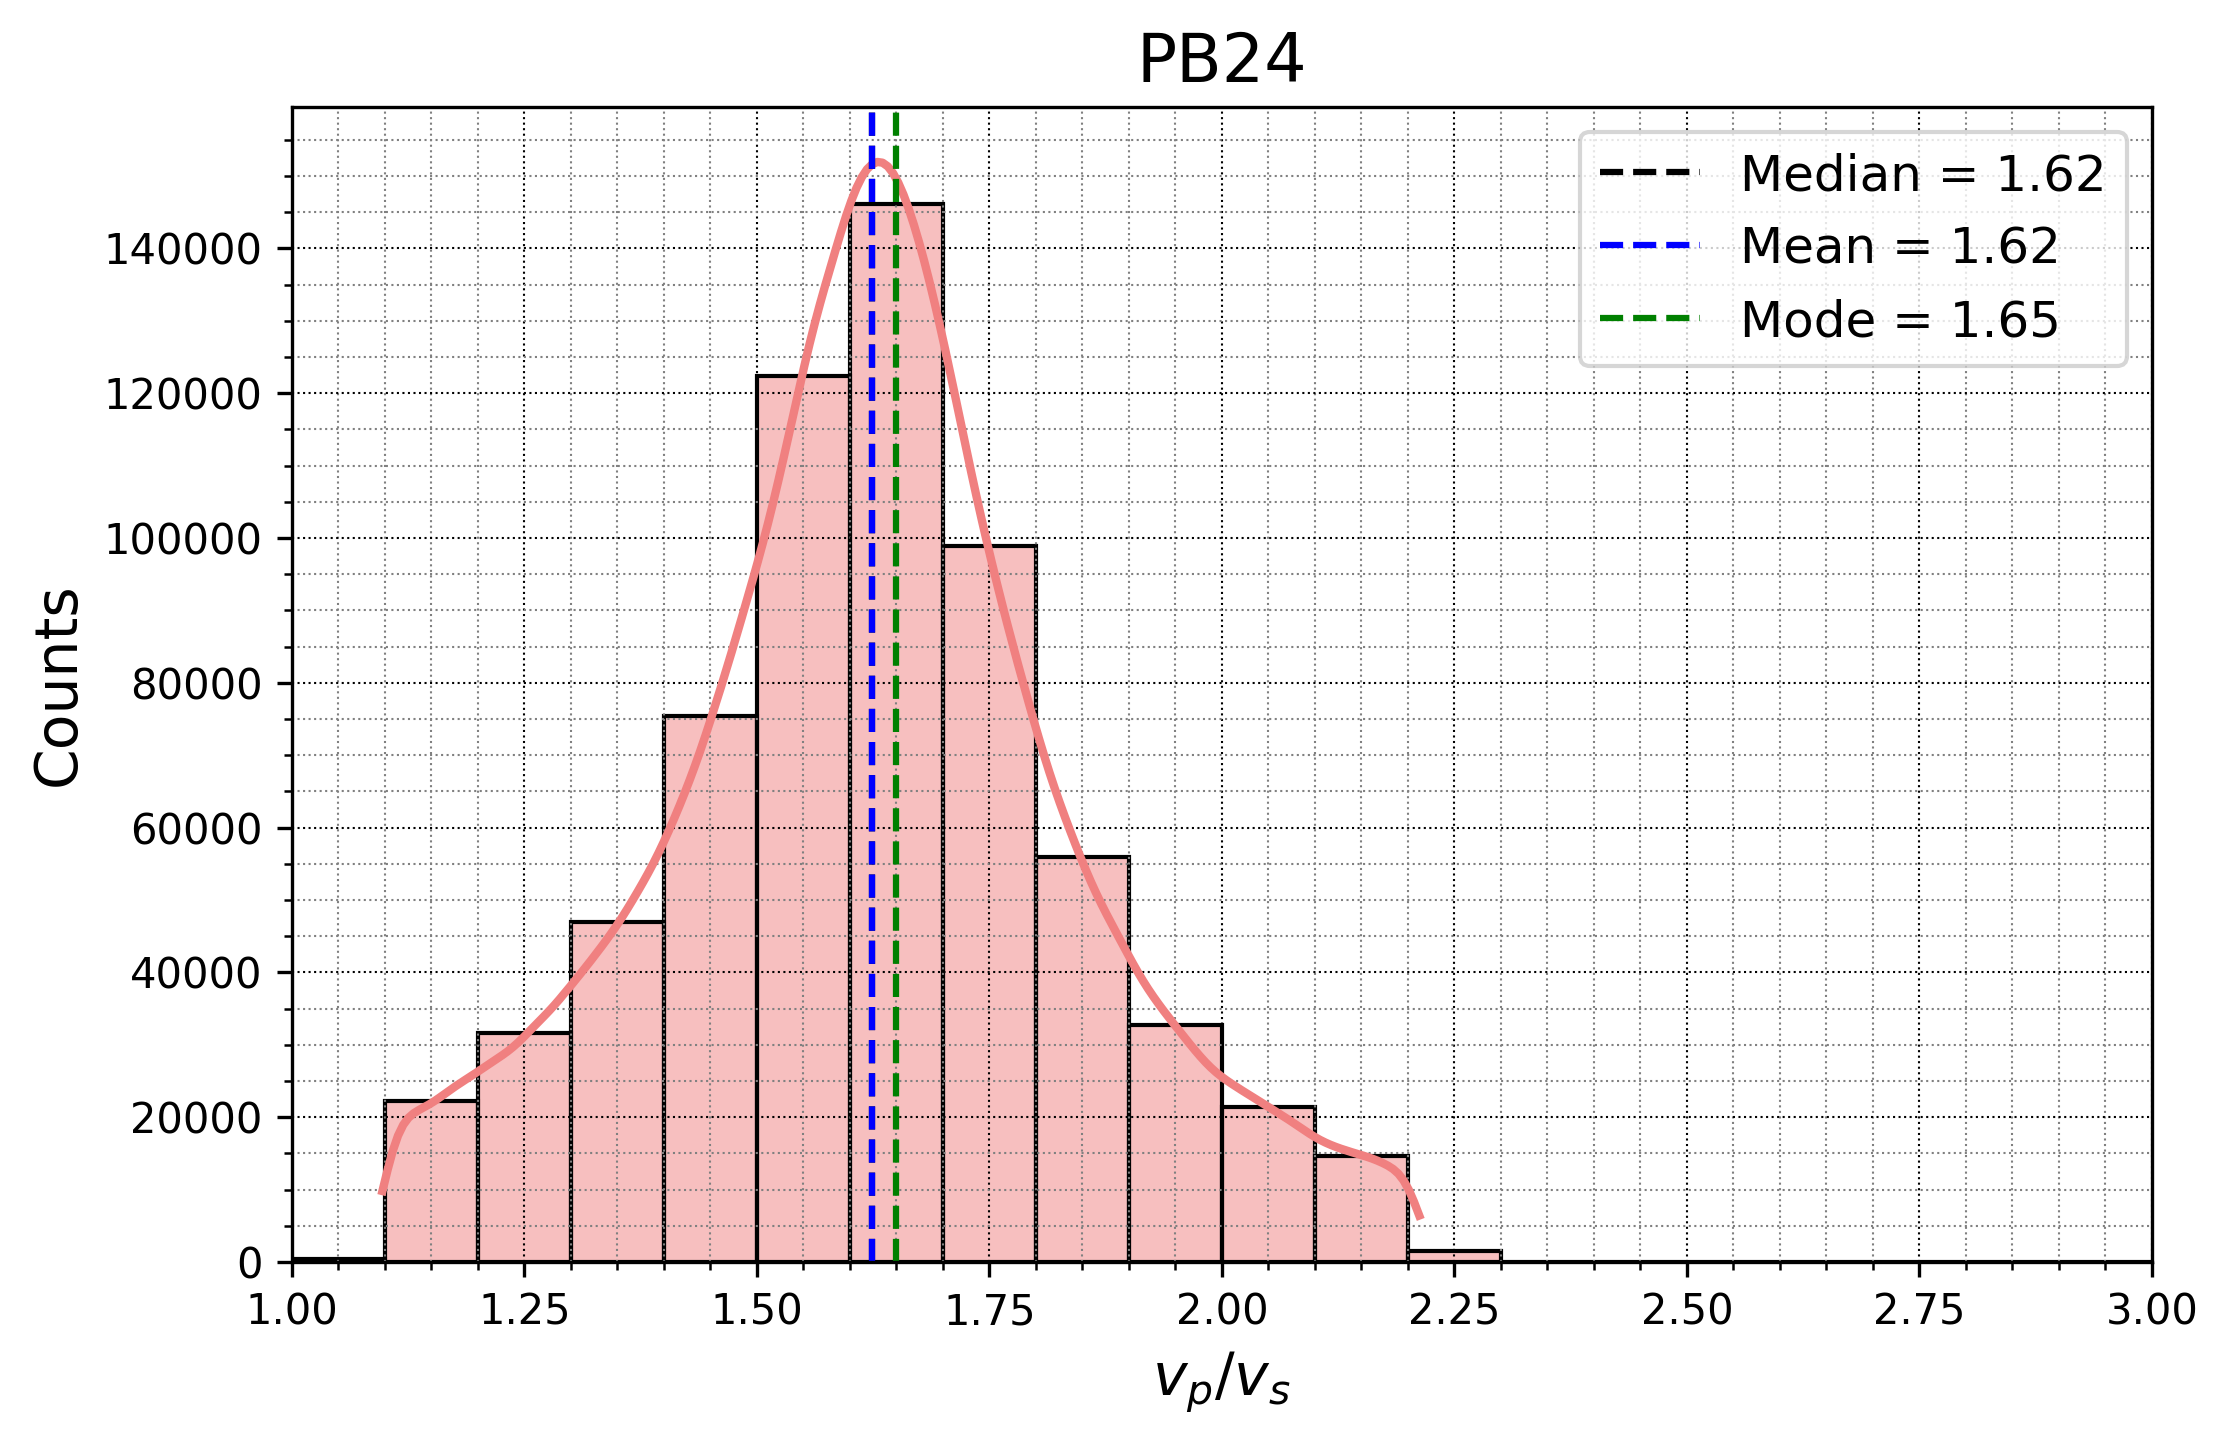 PB24
Median = 1.62
Mean = 1.62
Mode = 1.65
140000
120000
100000
80000
60000
40000
20000
0
Counts
1.00 1.25 1.50 1.75 2.00 2.25 2.50 2.75 3.00
v_p/v_s